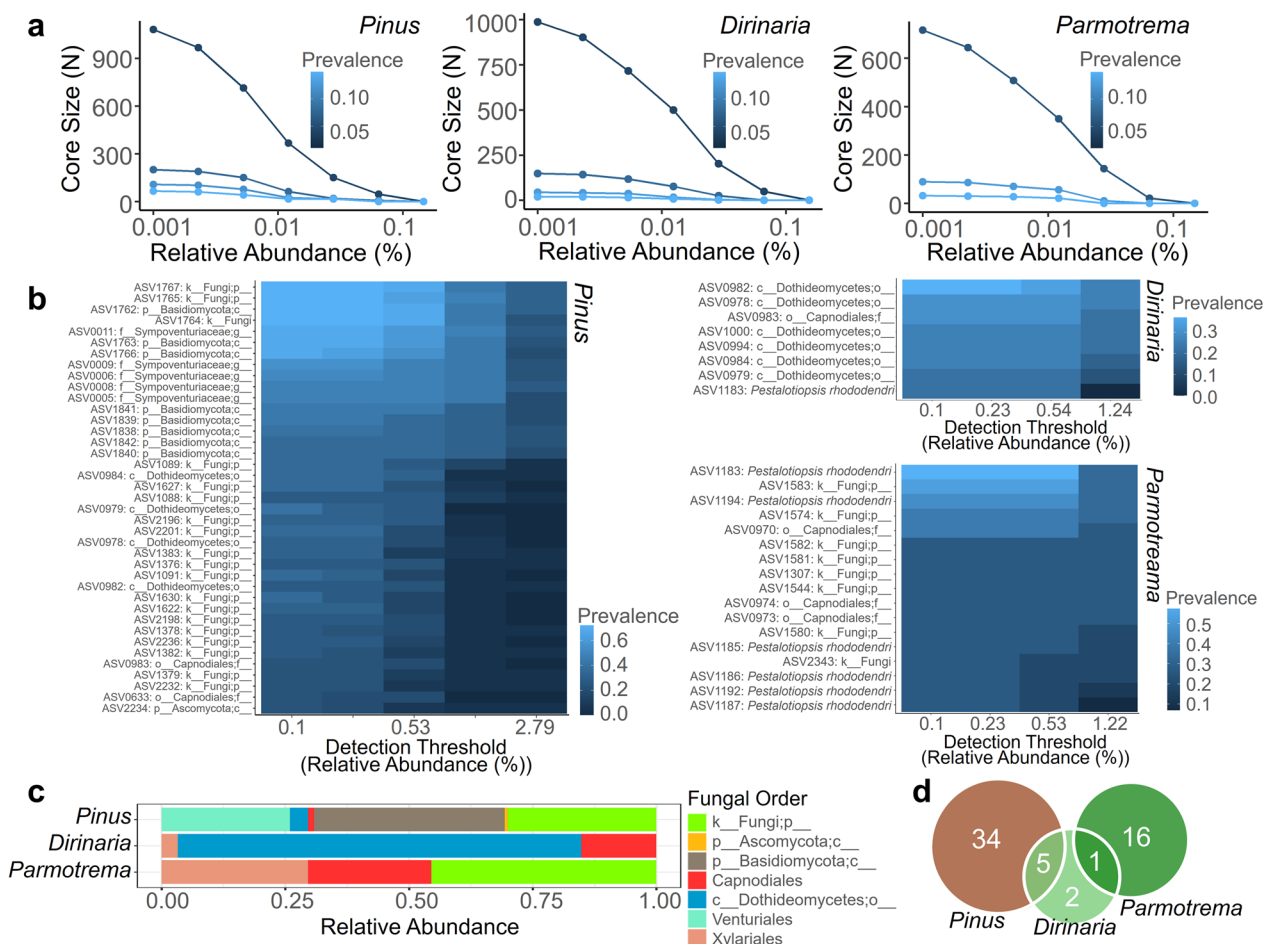 a
Pinus
Dirinaria
Parmotrema
Core Size (N)
900
600
300
0
Prevalence
0.10
0.05
0.001
0.01
0.1
Relative Abundance (%)
Core Size (N)
1000
750
500
250
0
Prevalence
0.10
0.05
0.001
0.01
0.1
Relative Abundance (%)
Core Size (N)
600
400
200
0
Prevalence
0.10
0.05
0.001
0.01
0.1
Relative Abundance (%)
b
ASV1767: k__Fungi;p__
ASV1765: k__Fungi;p__
ASV1762: p__Basidiomycota;c__
ASV1764: k__Fungi
ASV0011: f__Sympoventuriaceae;g__
ASV1763: p__Basidiomycota;c__
ASV1766: p__Basidiomycota;c__
ASV0009: f__Sympoventuriaceae;g__
ASV0006: f__Sympoventuriaceae;g__
ASV0008: f__Sympoventuriaceae;g__
ASV0005: f__Sympoventuriaceae;g__
ASV1841: p__Basidiomycota;c__
ASV1839: p__Basidiomycota;c__
ASV1838: p__Basidiomycota;c__
ASV1842: p__Basidiomycota;c__
ASV1840: p__Basidiomycota;c__
ASV1089: k__Fungi;p__
ASV0984: c__Dothideomycetes;o__
ASV1627: k__Fungi;p__
ASV1088: k__Fungi;p__
ASV0979: c__Dothideomycetes;o__
ASV2196: k__Fungi;p__
ASV2201: k__Fungi;p__
ASV0978: c__Dothideomycetes;o__
ASV1383: k__Fungi;p__
ASV1376: k__Fungi;p__
ASV1091: k__Fungi;p__
ASV0982: c__Dothideomycetes;o__
ASV1630: k__Fungi;p__
ASV1622: k__Fungi;p__
ASV2198: k__Fungi;p__
ASV1378: k__Fungi;p__
ASV2236: k__Fungi;p__
ASV1382: k__Fungi;p__
ASV0983: o__Capnodiales;f__
ASV1379: k__Fungi;p__
ASV2232: k__Fungi;p__
ASV0633: o__Capnodiales;f__
ASV2234: p__Ascomycota;c__
0.1
0.53
2.79
Detection Threshold
(Relative Abundance (%))
Pinus
Prevalence
0.6
0.4
0.2
0.0
ASV0982: c__Dothideomycetes;o__
ASV0978: c__Dothideomycetes;o__
ASV0983: o__Capnodiales;f__
ASV1000: c__Dothideomycetes;o__
ASV0994: c__Dothideomycetes;o__
ASV0984: c__Dothideomycetes;o__
ASV0979: c__Dothideomycetes;o__
ASV1183: Pestalotiopsis rhododendri
0.1
0.23
0.54
1.24
Detection Threshold
(Relative Abundance (%))
Dirinaria
Prevalence
0.3
0.2
0.1
0.0
ASV1183: Pestalotiopsis rhododendri
ASV1583: k__Fungi;p__
ASV1194: Pestalotiopsis rhododendri
ASV1574: k__Fungi;p__
ASV0970: o__Capnodiales;f__
ASV1582: k__Fungi;p__
ASV1581: k__Fungi;p__
ASV1307: k__Fungi;p__
ASV1544: k__Fungi;p__
ASV0974: o__Capnodiales;f__
ASV0973: o__Capnodiales;f__
ASV1580: k__Fungi;p__
ASV1185: Pestalotiopsis rhododendri
ASV2343: k__Fungi
ASV1186: Pestalotiopsis rhododendri
ASV1192: Pestalotiopsis rhododendri
ASV1187: Pestalotiopsis rhododendri
0.1
0.23
0.53
1.22
Detection Threshold
(Relative Abundance (%))
Parmotreama
Prevalence
0.5
0.4
0.3
0.2
0.1
c
Pinus
Dirinaria
Parmotrema
0.00
0.25
0.50
0.75
1.00
Relative Abundance
Fungal Order
k__Fungi;p__
p__Ascomycota;c__
p__Basidiomycota;c__
Capnodiales
c__Dothideomycetes;o__
Venturiales
Xylariales
d
34
5
2
1
16
Pinus
Dirinaria
Parmotrema